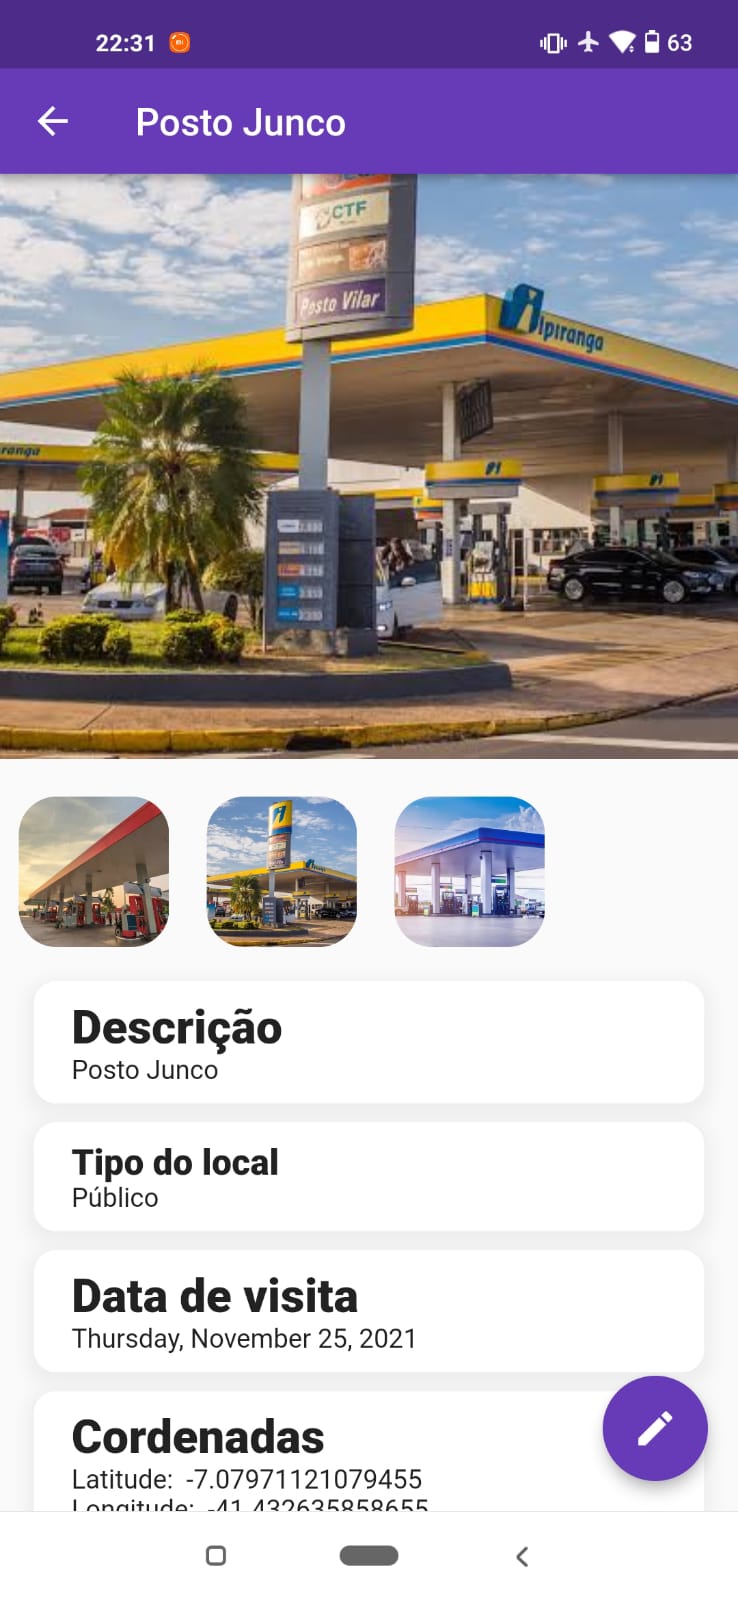 22:31
63
Posto Junco
CTF
Posto Vilar
Ipiranga
ranga
Descrição
Posto Junco
Tipo do local
Público
Data de visita
Thursday, November 25, 2021
Cordenadas
Latitude: -7.07971121079455
Longitude: -41.432635858655